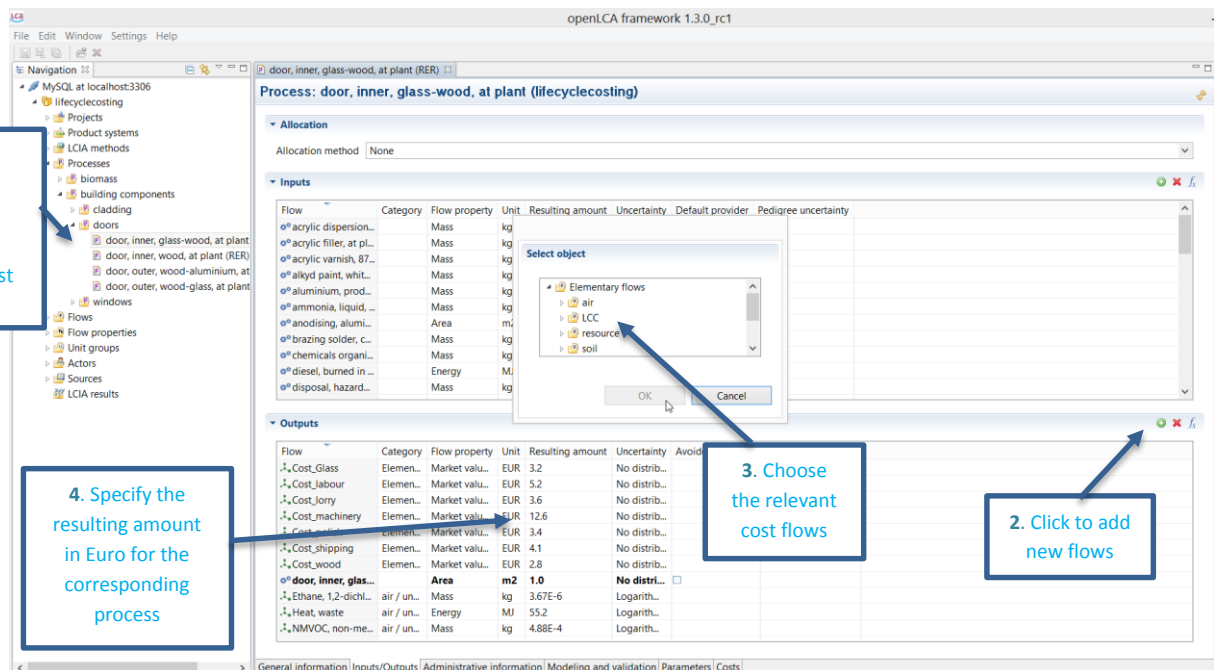 LCA
openLCA framework 1.3.0_rc1
File Edit Window Settings Help
Navigation
MySQL at localhost:3306
lifecyclecosting
Projects
Product systems
LCIA methods
Processes
biomass
building components
cladding
doors
door, inner, glass-wood, at plant
door, inner, wood, at plant (RER)
door, outer, wood-aluminium, at
door, outer, wood-glass, at plant
windows
Flows
Flow properties
Unit groups
Actors
Sources
LCIA results
st
door, inner, glass-wood, at plant (RER)
Process: door, inner, glass-wood, at plant (lifecyclecosting)
Allocation
Allocation method None
Inputs
Flow Category Flow property Unit Resulting amount Uncertainty Default provider Pedigree uncertainty
acrylic dispersion... Mass kg
acrylic filler, at pl... Mass kg
acrylic varnish, 87... Mass kg
alkyd paint, whit... Mass kg
aluminium, prod... Mass kg
ammonia, liquid, ... Mass kg
anodising, alumi... Area m2
brazing solder, c... Mass kg
chemicals organi... Mass kg
diesel, burned in ... Energy MJ
disposal, hazard... Mass kg
Select object
Elementary flows
air
LCC
resource
soil
OK Cancel
Outputs
Flow Category Flow property Unit Resulting amount Uncertainty Avoid
Cost_Glass Elemen... Market valu... EUR 3.2 No distrib...
Cost_labour Elemen... Market valu... EUR 5.2 No distrib...
Cost_lorry Elemen... Market valu... EUR 3.6 No distrib...
Cost_machinery Elemen... Market valu... EUR 12.6 No distrib...
Elemen... Market valu... EUR 3.4 No distrib...
Cost_shipping Elemen... Market valu... EUR 4.1 No distrib...
Cost_wood Elemen... Market valu... EUR 2.8 No distrib...
door, inner, glas... Area m2 1.0 No distri...
Ethane, 1,2-dichl... air / un... Mass kg 3.67E-6 Logarith...
Heat, waste air / un... Energy MJ 55.2 Logarith...
NMVOC, non-me... air / un... Mass kg 4.88E-4 Logarith...
4. Specify the
resulting amount
in Euro for the
corresponding
process
3. Choose
the relevant
cost flows
2. Click to add
new flows
General information Inputs/Outputs Administrative information Modeling and validation Parameters Costs